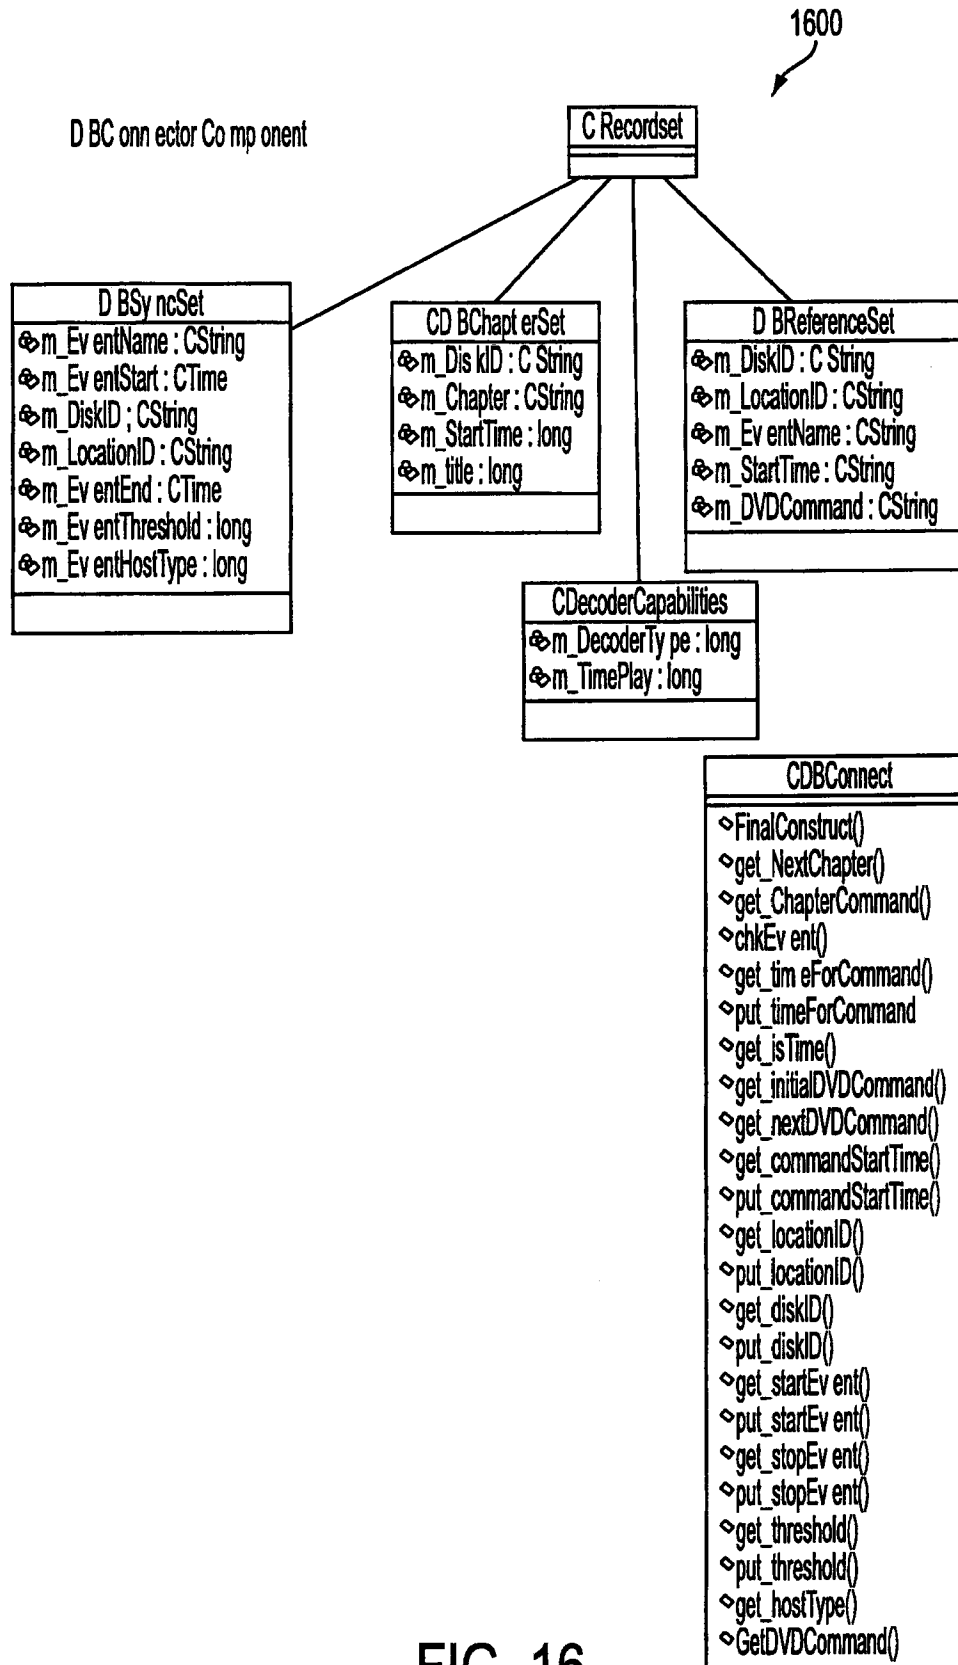 1600
D BC onn ector Co mp onent
C Recordset
D BSy ncSet
m_Ev entName : CString
m_Ev entStart : CTime
m_DiskID ; CString
m_LocationID : CString
m_Ev entEnd : CTime
m_Ev entThreshold : long
m_Ev entHostType : long
CD BChapt erSet
m_Dis kID : C String
m_Chapter : CString
m_StartTime : long
m_title : long
D BReferenceSet
m_DiskID : C String
m_LocationID : CString
m_Ev entName : CString
m_StartTime : CString
m_DVDCommand : CString
CDecoderCapabilities
m_DecoderTy pe : long
m_TimePlay : long
CDBConnect
FinalConstruct()
get_NextChapter()
get_ChapterCommand()
chkEv ent()
get_tim eForCommand()
put_timeForCommand
get_isTime()
get_initialDVDCommand()
get_nextDVDCommand()
get_commandStartTime()
put_commandStartTime()
get_locationID()
put_locationID()
get_diskID()
put_diskID()
get_startEv ent()
put_startEv ent()
get_stopEv ent()
put_stopEv ent()
get_threshold()
put_threshold()
get_hostType()
GetDVDCommand()
FIG. 16